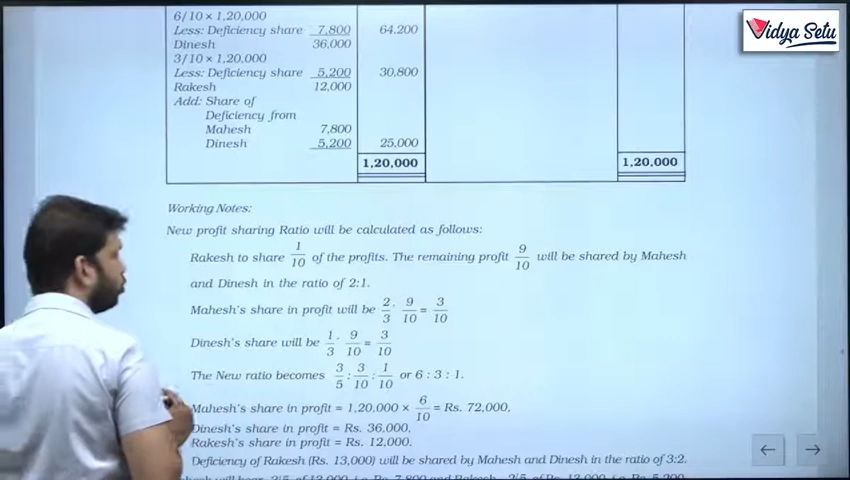 Vidya Setu
6/10 × 1,20,000
Less: Deficiency share 7,800 64,200
Dinesh 36,000
3/10 × 1,20,000
Less: Deficiency share 5,200 30,800
Rakesh 12,000
Add: Share of
Deficiency from
Mahesh 7,800
Dinesh 5,200 25,000
1,20,000 1,20,000
Working Notes:
New profit sharing Ratio will be calculated as follows:
Rakesh to share 1/10 of the profits. The remaining profit 9/10 will be shared by Mahesh
and Dinesh in the ratio of 2:1.
Mahesh's share in profit will be 2/3 · 9/10 = 3/10
Dinesh's share will be 1/3 · 9/10 = 3/10
The New ratio becomes 3/5 : 3/10 : 1/10 or 6 : 3 : 1.
Mahesh's share in profit = 1,20,000 × 6/10 = Rs. 72,000,
Dinesh's share in profit = Rs. 36,000,
Rakesh's share in profit = Rs. 12,000.
Deficiency of Rakesh (Rs. 13,000) will be shared by Mahesh and Dinesh in the ratio of 3:2.